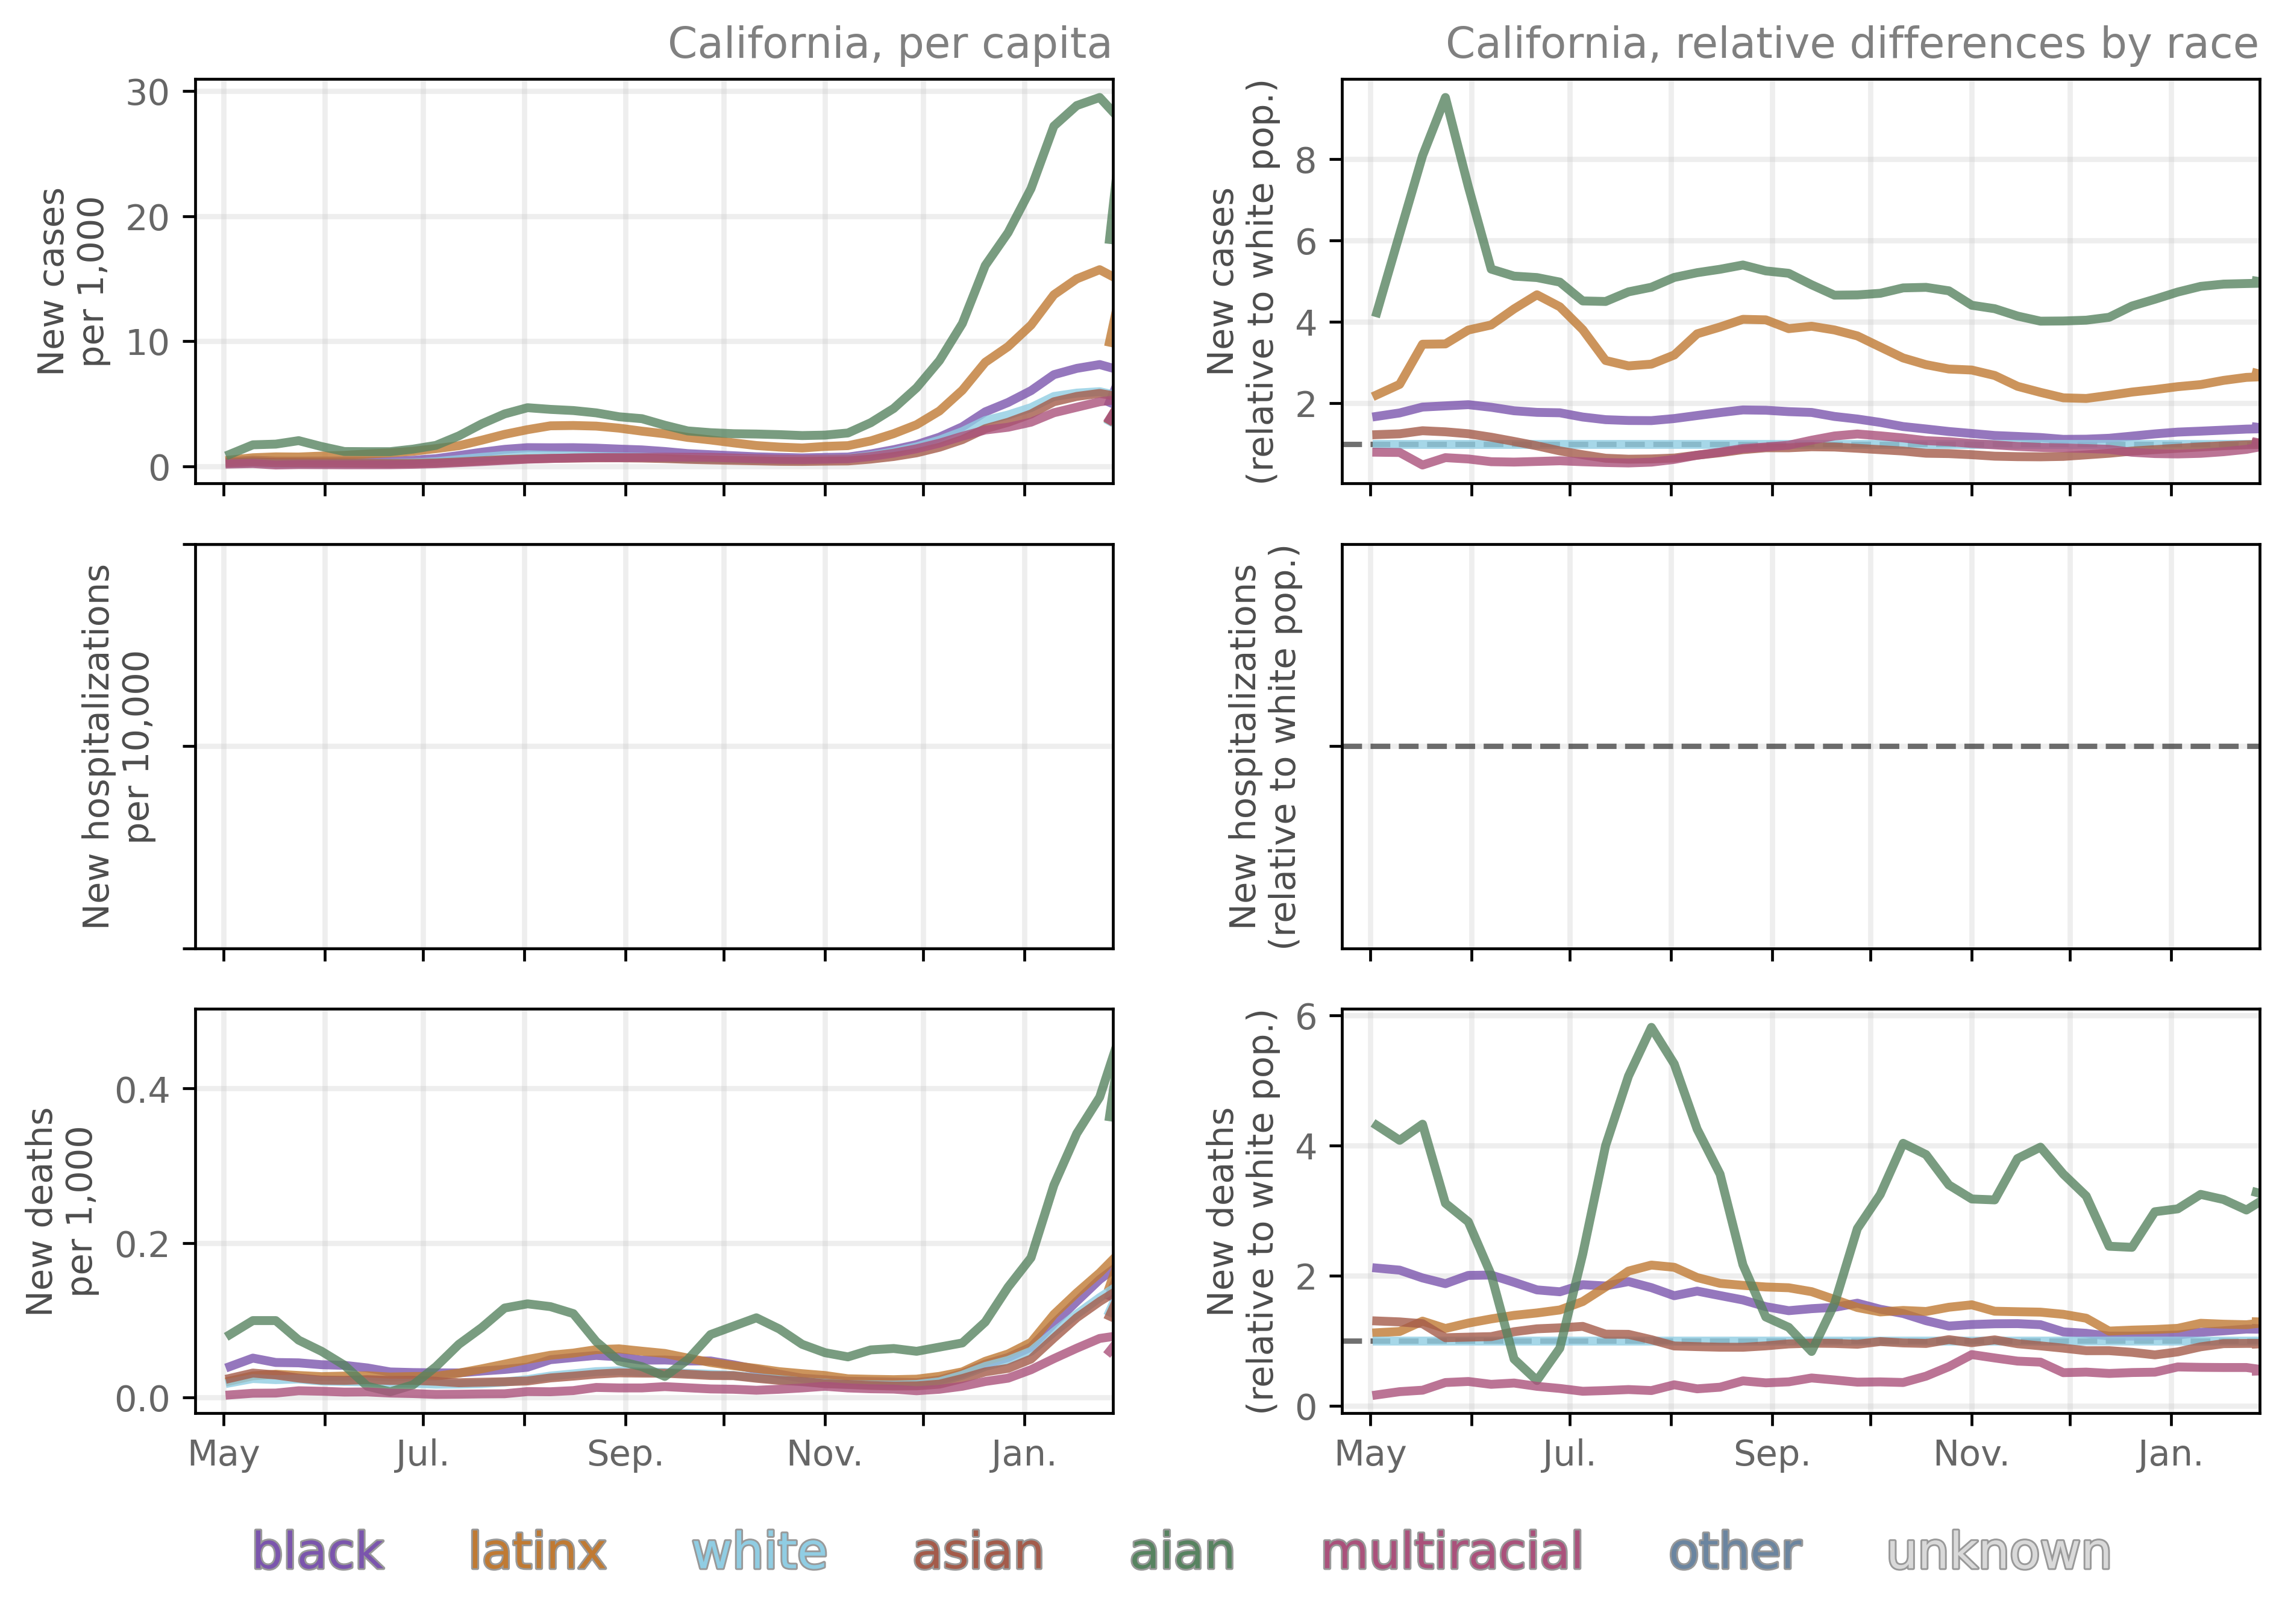 California, per capita
California, relative differences by race
New cases
per 1,000
30
20
10
0
New cases
(relative to white pop.)
8
6
4
2
New hospitalizations
per 10,000
New hospitalizations
(relative to white pop.)
New deaths
per 1,000
0.4
0.2
0.0
May Jul. Sep. Nov. Jan.
New deaths
(relative to white pop.)
6
4
2
0
May Jul. Sep. Nov. Jan.
black latinx white asian aian multiracial other unknown